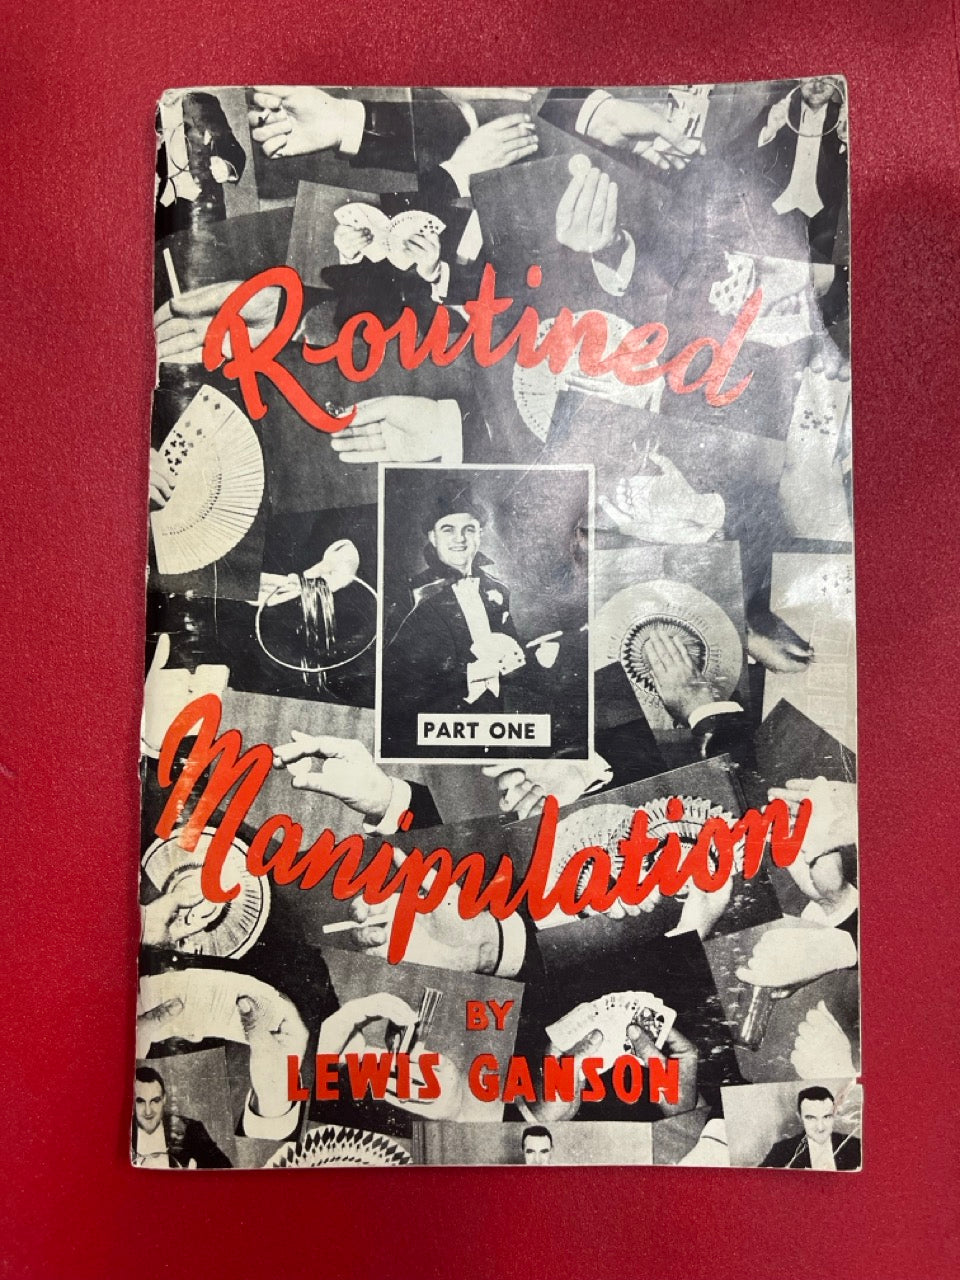 Routined
PART ONE
Manipulation
BY
LEWIS GANSON